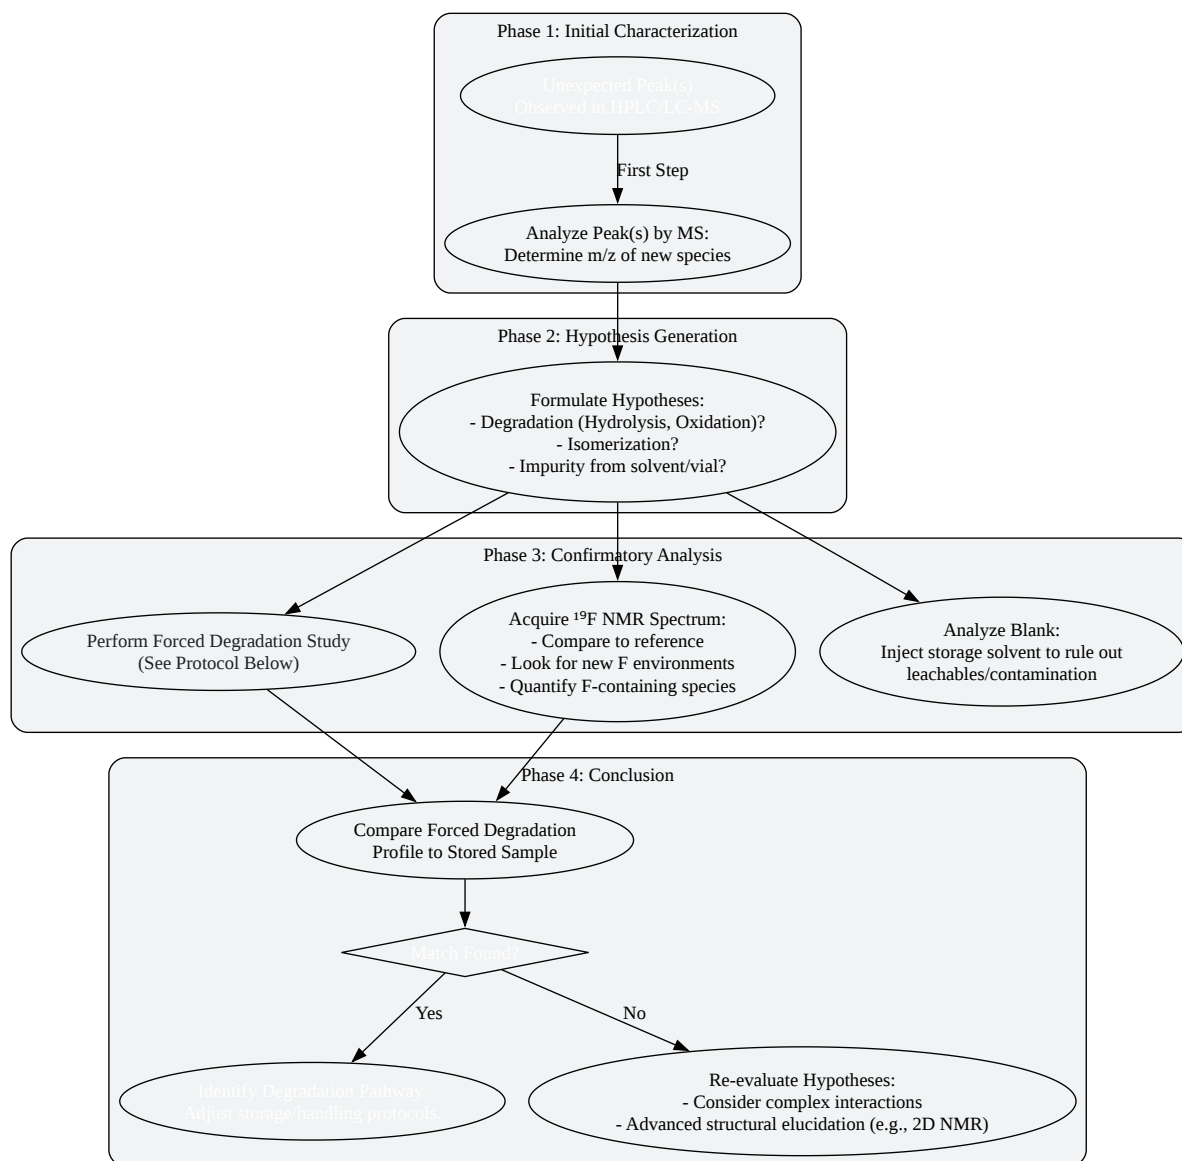 Phase 1: Initial Characterization
Unexpected Peak(s)
Observed in HPLC/LC-MS
First Step
Analyze Peak(s) by MS:
Determine m/z of new species
Phase 2: Hypothesis Generation
Formulate Hypotheses:
- Degradation (Hydrolysis, Oxidation)?
- Isomerization?
- Impurity from solvent/vial?
Phase 3: Confirmatory Analysis
Perform Forced Degradation Study
(See Protocol Below)
Acquire ¹⁹F NMR Spectrum:
- Compare to reference
- Look for new F environments
- Quantify F-containing species
Analyze Blank:
Inject storage solvent to rule out
leachables/contamination
Phase 4: Conclusion
Compare Forced Degradation
Profile to Stored Sample
Match Found?
Yes
No
Identify Degradation Pathway.
Adjust storage/handling protocols.
Re-evaluate Hypotheses:
- Consider complex interactions
- Advanced structural elucidation (e.g., 2D NMR)